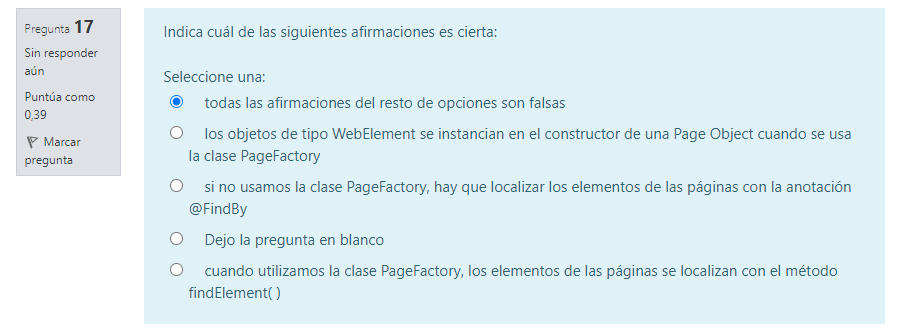 Pregunta 17
Sin responder
aún
Puntúa como
0,39
Marcar
pregunta
Indica cuál de las siguientes afirmaciones es cierta:
Seleccione una:
todas las afirmaciones del resto de opciones son falsas
los objetos de tipo WebElement se instancian en el constructor de una Page Object cuando se usa
la clase PageFactory
si no usamos la clase PageFactory, hay que localizar los elementos de las páginas con la anotación
@FindBy
Dejo la pregunta en blanco
cuando utilizamos la clase PageFactory, los elementos de las páginas se localizan con el método
findElement( )